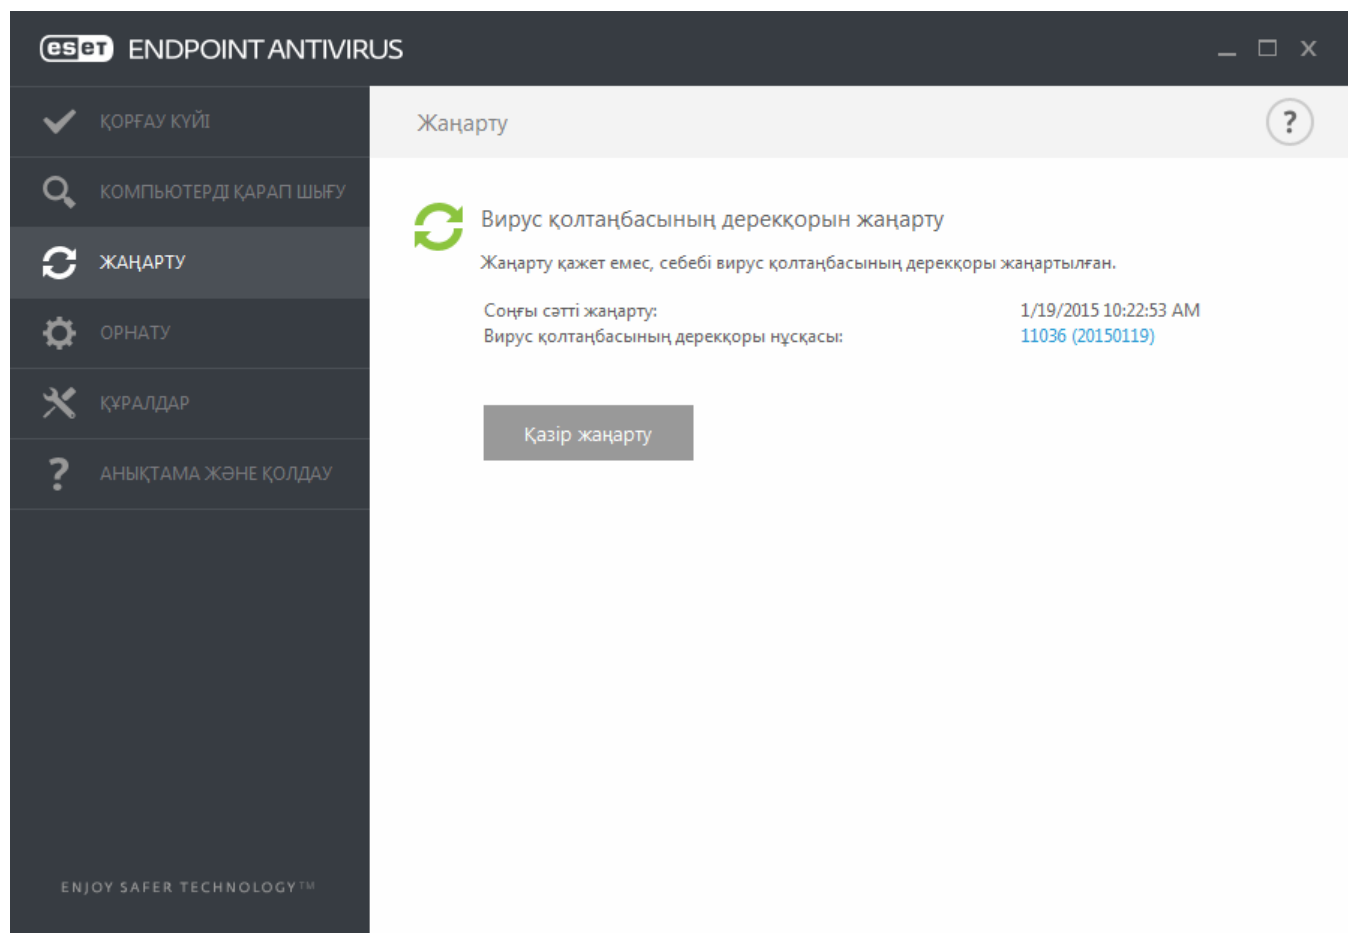 eset ENDPOINT ANTIVIRUS
ҚОРҒАУ КҮЙІ
КОМПЬЮТЕРДІ ҚАРАП ШЫҒУ
ЖАҢАРТУ
ОРНАТУ
ҚҰРАЛДАР
АНЫҚТАМА ЖӘНЕ ҚОЛДАУ
ENJOY SAFER TECHNOLOGY™
Жаңарту
?
Вирус қолтаңбасының дерекқорын жаңарту
Жаңарту қажет емес, себебі вирус қолтаңбасының дерекқоры жаңартылған.
Соңғы сәтті жаңарту: 1/19/2015 10:22:53 AM
Вирус қолтаңбасының дерекқоры нұсқасы: 11036 (20150119)
Қазір жаңарту